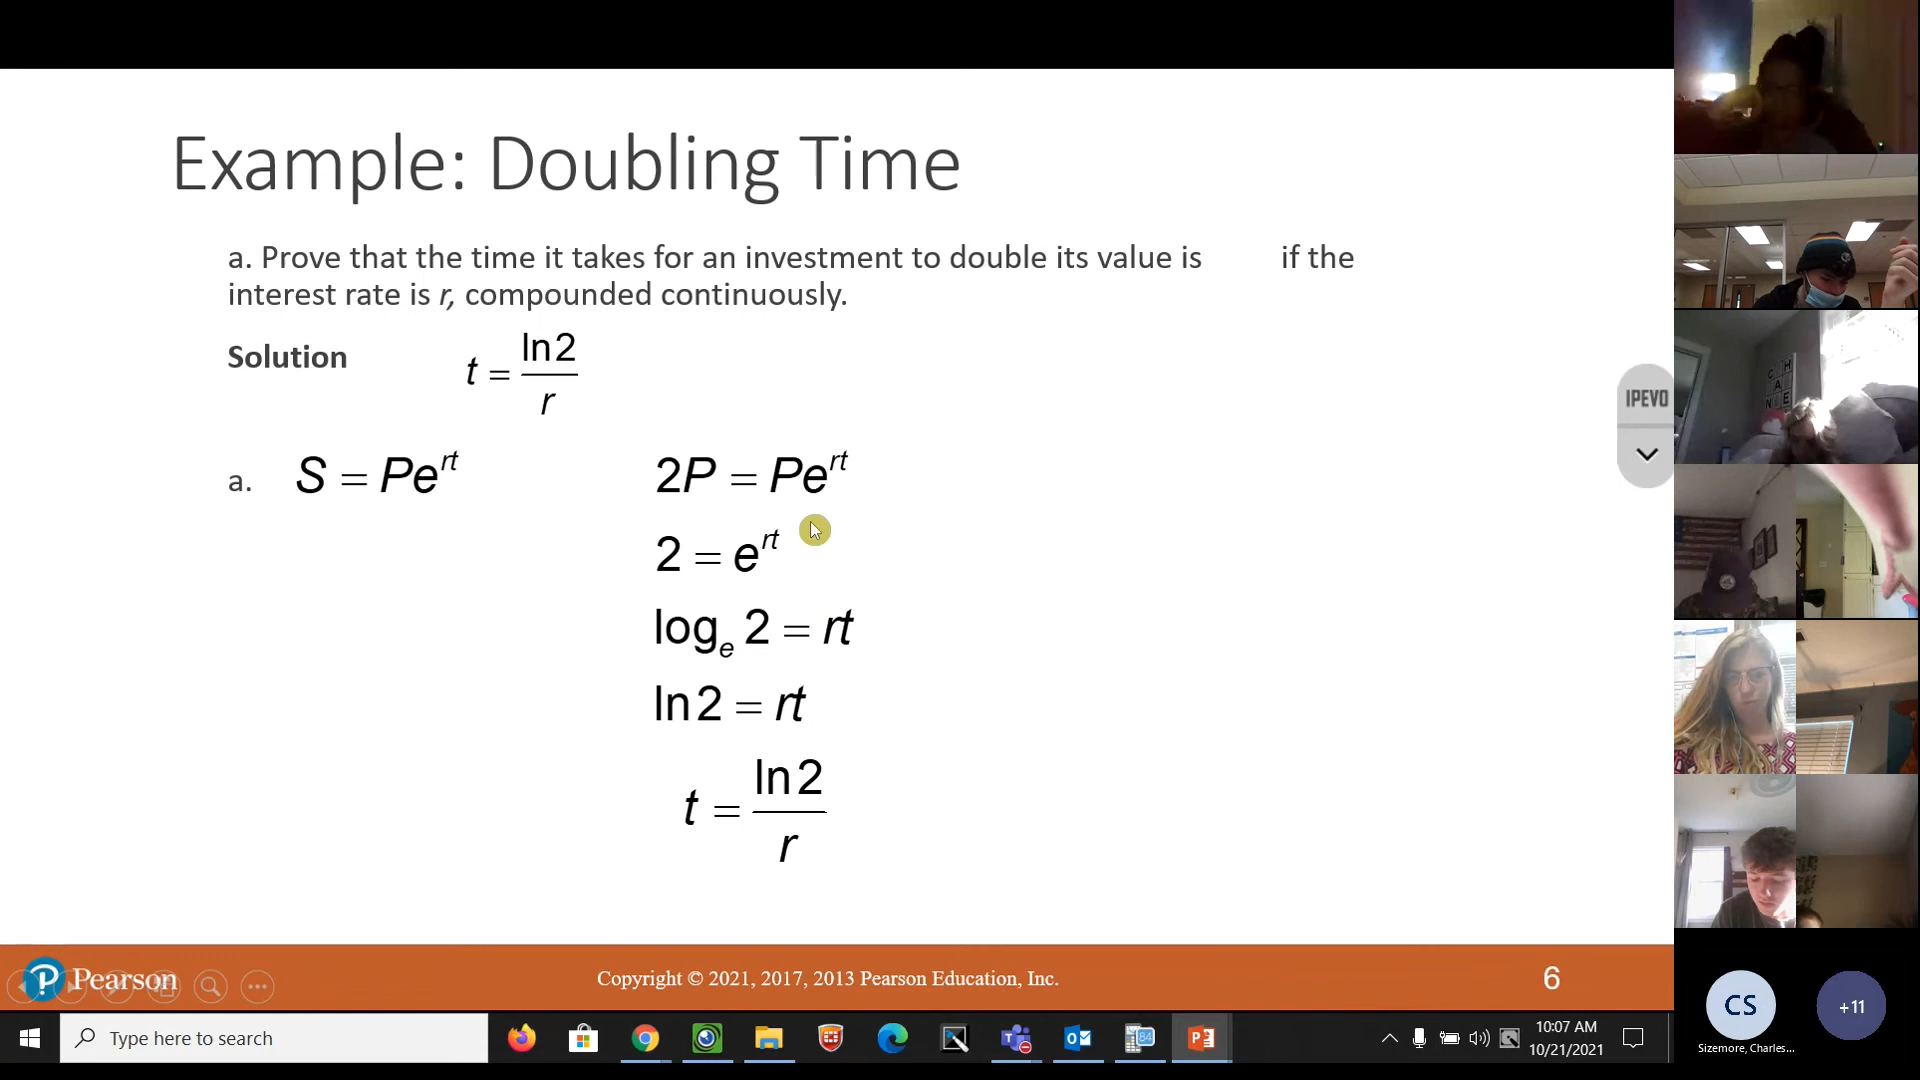 Example: Doubling Time
a. Prove that the time it takes for an investment to double its value is if the
interest rate is r, compounded continuously.
Solution
t = ln2/r
a. S = Pe^rt
2P = Pe^rt
2 = e^rt
log_e 2 = rt
ln2 = rt
t = ln2/r
Pearson
Copyright © 2021, 2017, 2013 Pearson Education, Inc.
6
IPEVO
C H
A
N E
CS
+11
Sizemore, Charles...
Type here to search
84
10:07 AM
10/21/2021